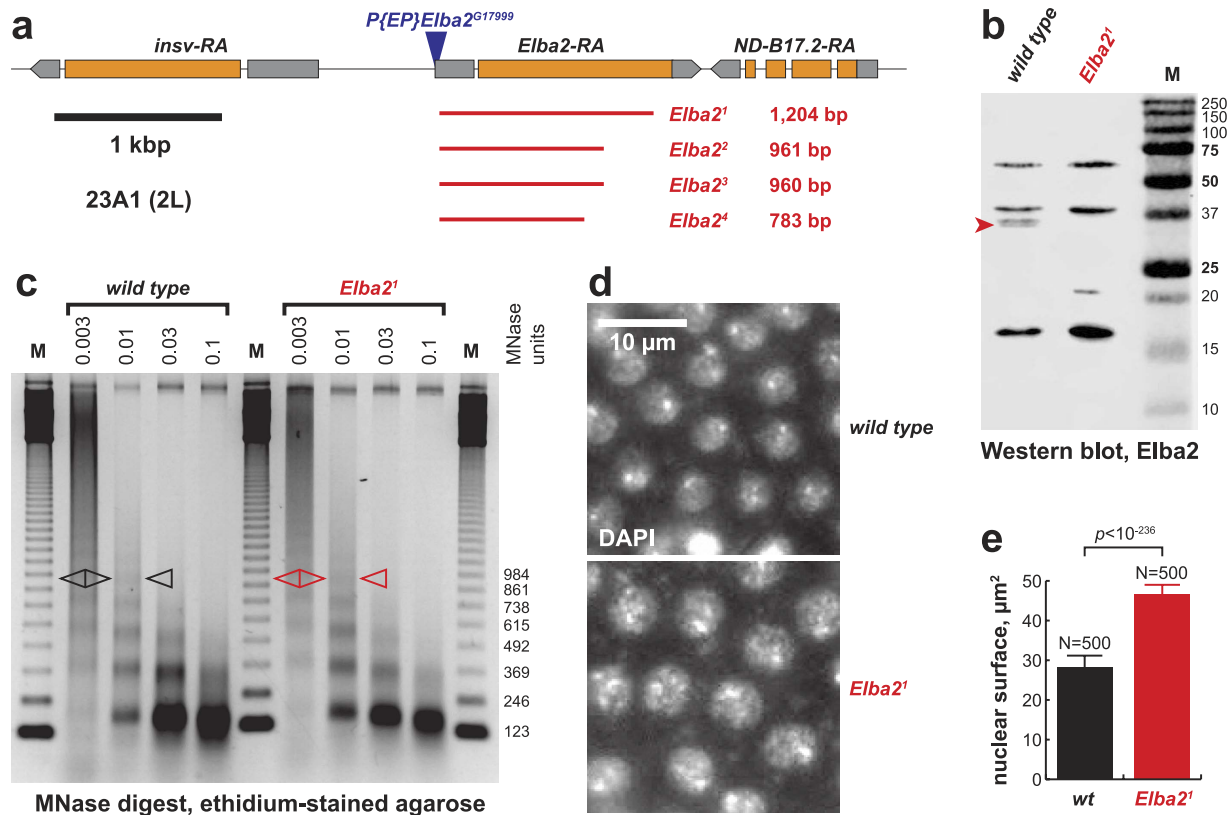 a
P{EP}Elba2G17999
insv-RA
Elba2-RA
ND-B17.2-RA
1 kbp
23A1 (2L)
Elba2¹ 1,204 bp
Elba2² 961 bp
Elba2³ 960 bp
Elba2⁴ 783 bp
b
wild type
Elba2¹
M
250
150
100
75
50
37
25
20
15
10
Western blot, Elba2
c
wild type
Elba2¹
M 0.003 0.01 0.03 0.1 M 0.003 0.01 0.03 0.1 M
MNase
units
984
861
738
615
492
369
246
123
MNase digest, ethidium-stained agarose
d
10 µm
DAPI
wild type
Elba2¹
e
p<10⁻²³⁶
N=500
N=500
nuclear surface, µm²
50
40
30
20
10
0
wt Elba2¹